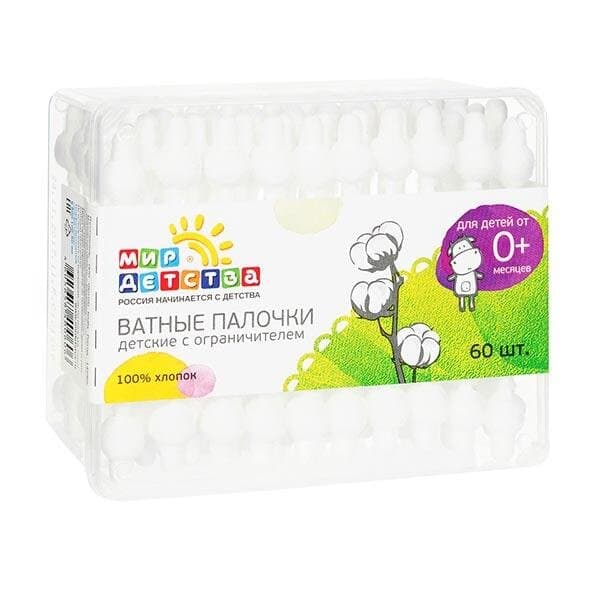 МИР
ДЕТСТВА
РОССИЯ НАЧИНАЕТСЯ С ДЕТСТВА
ВАТНЫЕ ПАЛОЧКИ
детские с ограничителем
100% хлопок
для детей от
0+
месяцев
60 шт.